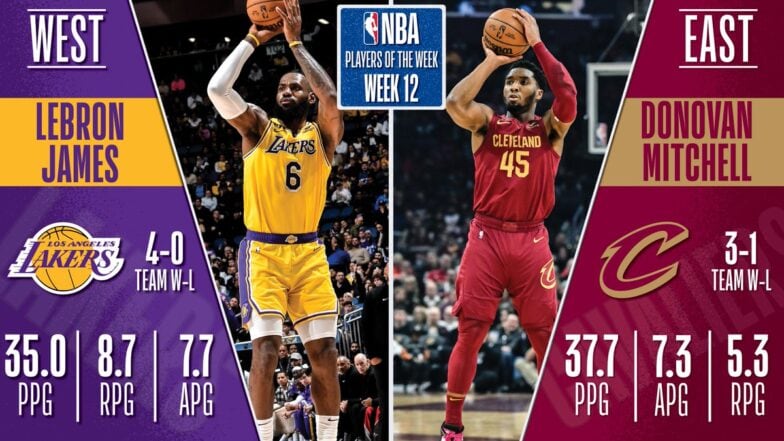 WEST
LEBRON
JAMES
LOS ANGELES
LAKERS
4-0
TEAM W-L
35.0
PPG
8.7
RPG
7.7
APG
LAKERS
6
NBA
PLAYERS OF THE WEEK
WEEK 12
CLEVELAND
45
EAST
DONOVAN
MITCHELL
C
3-1
TEAM W-L
37.7
PPG
7.3
APG
5.3
RPG